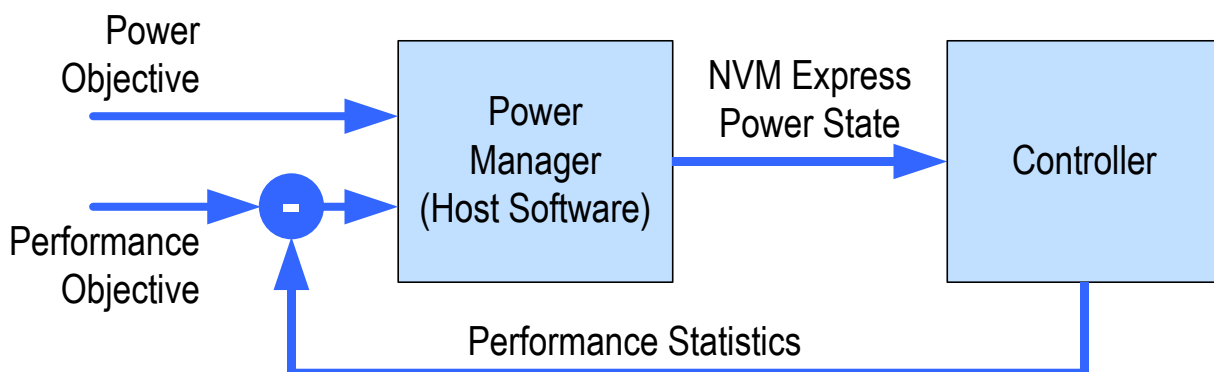 Power
Objective
Performance
Objective
-
Power
Manager
(Host Software)
NVM Express
Power State
Controller
Performance Statistics